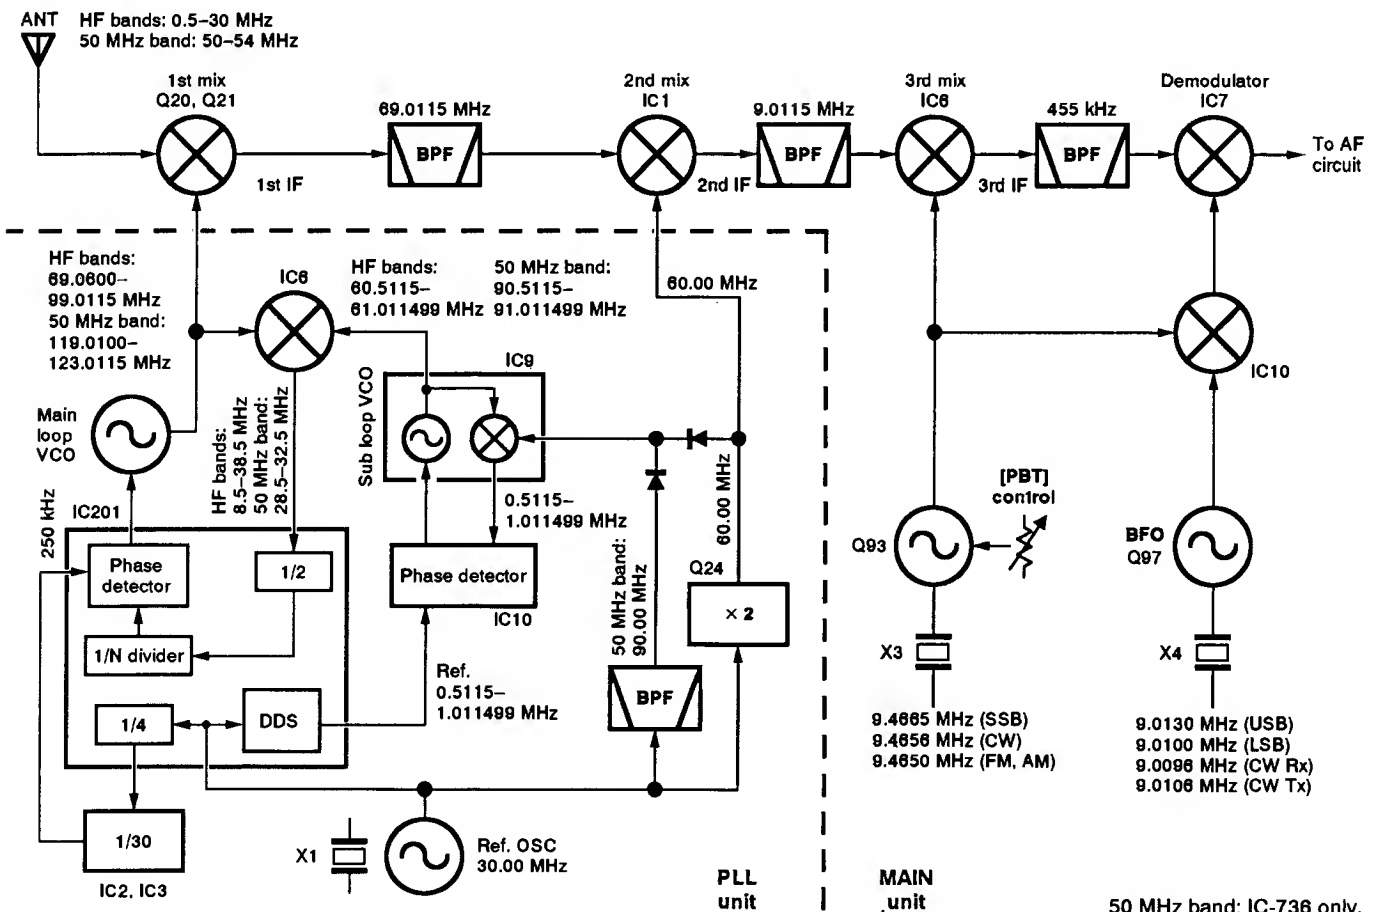 ANT
HF bands: 0.5–30 MHz
50 MHz band: 50–54 MHz
1st mix
Q20, Q21
1st IF
69.0115 MHz
BPF
2nd mix
IC1
2nd IF
9.0115 MHz
BPF
3rd mix
IC6
3rd IF
455 kHz
BPF
Demodulator
IC7
To AF
circuit
HF bands:
69.0600–
99.0115 MHz
50 MHz band:
119.0100–
123.0115 MHz
IC6
HF bands:
60.5115–
61.011499 MHz
50 MHz band:
90.5115–
91.011499 MHz
60.00 MHz
IC10
Main
loop
VCO
HF bands:
8.5–38.5 MHz
50 MHz band:
28.5–32.5 MHz
IC9
Sub loop VCO
0.5115–
1.011499 MHz
60.00 MHz
250 kHz
IC201
Phase
detector
1/2
1/N divider
1/4
DDS
Phase detector
IC10
Ref.
0.5115–
1.011499 MHz
50 MHz band:
90.00 MHz
BPF
Q24
× 2
[PBT]
control
Q93
BFO
Q97
X3
X4
9.4665 MHz (SSB)
9.4656 MHz (CW)
9.4650 MHz (FM, AM)
9.0130 MHz (USB)
9.0100 MHz (LSB)
9.0096 MHz (CW Rx)
9.0106 MHz (CW Tx)
1/30
IC2, IC3
X1
Ref. OSC
30.00 MHz
PLL
unit
MAIN
unit
50 MHz band: IC-736 only.